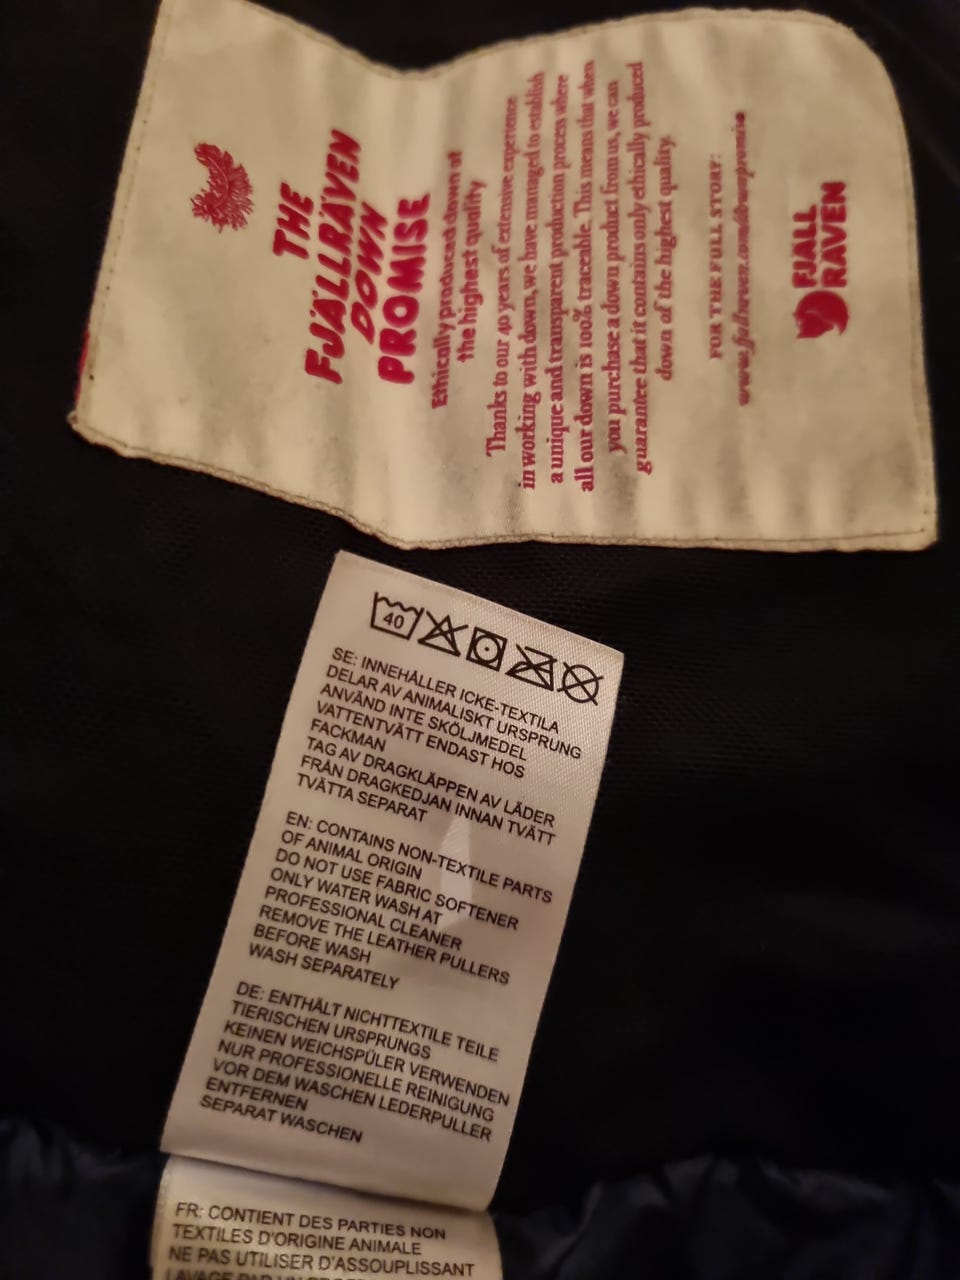 THE
FJÄLLRÄVEN
DOWN
PROMISE
Ethically produced down of
the highest quality
Thanks to our 40 years of extensive experience
in working with down, we have managed to establish
a unique and transparent production process where
all our down is 100% traceable. This means that when
you purchase a down product from us, we can
guarantee that it contains only ethically produced
down of the highest quality.
FOR THE FULL STORY:
www.fjallraven.com/downpromise
FJALL
RAVEN
40
SE: INNEHÅLLER ICKE-TEXTILA
DELAR AV ANIMALISKT URSPRUNG
ANVÄND INTE SKÖLJMEDEL
VATTENTVÄTT ENDAST HOS
FACKMAN
TAG AV DRAGKLÄPPEN AV LÄDER
FRÅN DRAGKEDJAN INNAN TVÄTT
TVÄTTA SEPARAT
EN: CONTAINS NON-TEXTILE PARTS
OF ANIMAL ORIGIN
DO NOT USE FABRIC SOFTENER
ONLY WATER WASH AT
PROFESSIONAL CLEANER
REMOVE THE LEATHER PULLERS
BEFORE WASH
WASH SEPARATELY
DE: ENTHÄLT NICHTTEXTILE TEILE
TIERISCHEN URSPRUNGS
KEINEN WEICHSPÜLER VERWENDEN
NUR PROFESSIONELLE REINIGUNG
VOR DEM WASCHEN LEDERPULLER
ENTFERNEN
SEPARAT WASCHEN
FR: CONTIENT DES PARTIES NON
TEXTILES D'ORIGINE ANIMALE
NE PAS UTILISER D'ASSOUPLISSANT
LAVAGE PAR UN